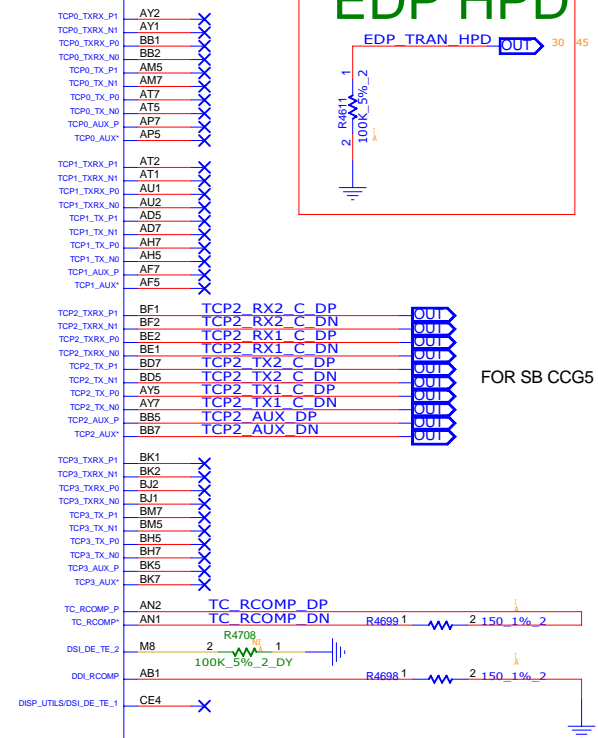 EDP HPD
EDP_TRAN_HPD OUT 30 45
1
R4611
100K_5%_2
I
A
2
TCP0_TXRX_P1 AY2
TCP0_TXRX_N1 AY1
TCP0_TXRX_P0 BB1
TCP0_TXRX_N0 BB2
TCP0_TX_P1 AM5
TCP0_TX_N1 AM7
TCP0_TX_P0 AT7
TCP0_TX_N0 AT5
TCP0_AUX_P AP7
TCP0_AUX* AP5
TCP1_TXRX_P1 AT2
TCP1_TXRX_N1 AT1
TCP1_TXRX_P0 AU1
TCP1_TXRX_N0 AU2
TCP1_TX_P1 AD5
TCP1_TX_N1 AD7
TCP1_TX_P0 AH7
TCP1_TX_N0 AH5
TCP1_AUX_P AF7
TCP1_AUX* AF5
TCP2_TXRX_P1 BF1 TCP2_RX2_C_DP OUT
TCP2_TXRX_N1 BF2 TCP2_RX2_C_DN OUT
TCP2_TXRX_P0 BE2 TCP2_RX1_C_DP OUT
TCP2_TXRX_N0 BE1 TCP2_RX1_C_DN OUT
TCP2_TX_P1 BD7 TCP2_TX2_C_DP OUT
TCP2_TX_N1 BD5 TCP2_TX2_C_DN OUT
FOR SB CCG5
TCP2_TX_P0 AY5 TCP2_TX1_C_DP OUT
TCP2_TX_N0 AY7 TCP2_TX1_C_DN OUT
TCP2_AUX_P BB5 TCP2_AUX_DP OUT
TCP2_AUX* BB7 TCP2_AUX_DN OUT
TCP3_TXRX_P1 BK1
TCP3_TXRX_N1 BK2
TCP3_TXRX_P0 BJ2
TCP3_TXRX_N0 BJ1
TCP3_TX_P1 BM7
TCP3_TX_N1 BM5
TCP3_TX_P0 BH5
TCP3_TX_N0 BH7
TCP3_AUX_P BK5
TCP3_AUX* BK7
TC_RCOMP_P AN2 TC_RCOMP_DP
I
A
TC_RCOMP* AN1 TC_RCOMP_DN R4699 1 2 150_1%_2
R4708
NI
A
DSI_DE_TE_2 M8 2 1
100K_5%_2_DY
I
A
DDI_RCOMP AB1 R4698 1 2 150_1%_2
DISP_UTILS/DSI_DE_TE_1 CE4